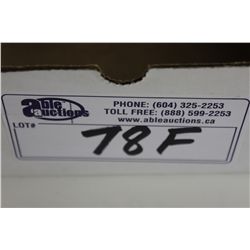 able auctions
PHONE: (604) 325-2253
TOLL FREE: (888) 599-2253
www.ableauctions.ca
LOT#
78F